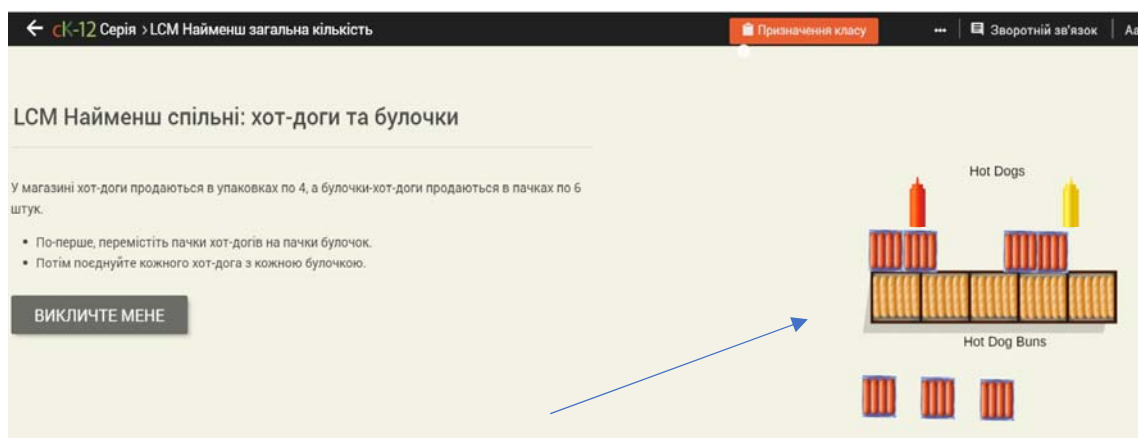 ← cK-12 Серія > LCM Найменш загальна кількість
Призначення класу
••• Зворотній зв'язок
LCM Найменш спільні: хот-доги та булочки
У магазині хот-доги продаються в упаковках по 4, а булочки-хот-доги продаються в пачках по 6
штук.
• По-перше, перемістіть пачки хот-догів на пачки булочок.
• Потім поєднуйте кожного хот-дога з кожною булочкою.
ВИКЛИЧТЕ МЕНЕ
Hot Dogs
Hot Dog Buns